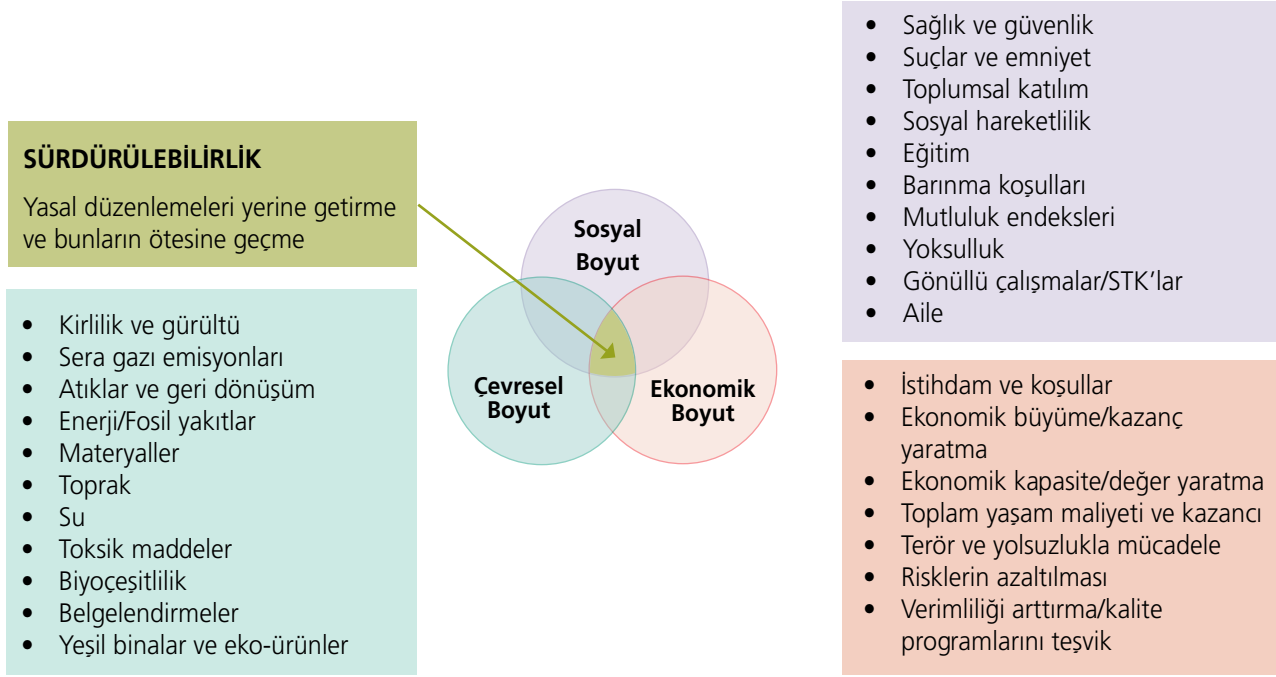 SÜRDÜRÜLEBİLİRLİK
Yasal düzenlemeleri yerine getirme
ve bunların ötesine geçme
• Kirlilik ve gürültü
• Sera gazı emisyonları
• Atıklar ve geri dönüşüm
• Enerji/Fosil yakıtlar
• Materyaller
• Toprak
• Su
• Toksik maddeler
• Biyoçeşitlilik
• Belgelendirmeler
• Yeşil binalar ve eko-ürünler
Sosyal
Boyut
Çevresel
Boyut
Ekonomik
Boyut
• Sağlık ve güvenlik
• Suçlar ve emniyet
• Toplumsal katılım
• Sosyal hareketlilik
• Eğitim
• Barınma koşulları
• Mutluluk endeksleri
• Yoksulluk
• Gönüllü çalışmalar/STK’lar
• Aile
• İstihdam ve koşullar
• Ekonomik büyüme/kazanç
yaratma
• Ekonomik kapasite/değer yaratma
• Toplam yaşam maliyeti ve kazancı
• Terör ve yolsuzlukla mücadele
• Risklerin azaltılması
• Verimliliği arttırma/kalite
programlarını teşvik